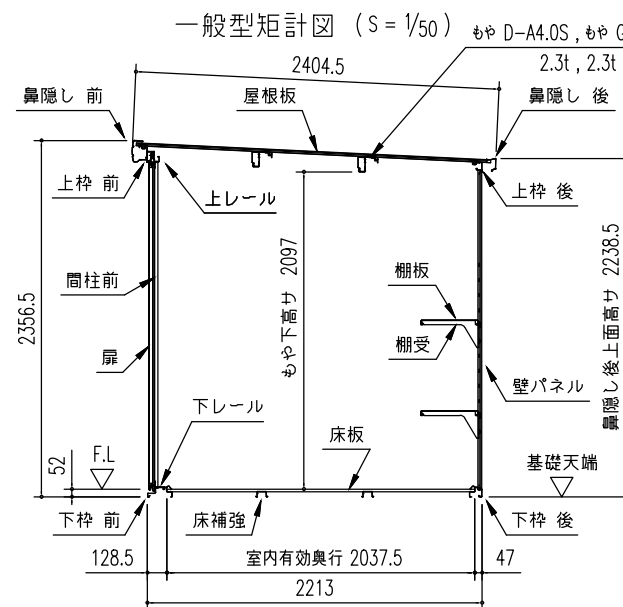 一般型矩計図 (S = 1/50)
もや D-A4.0S , もや G
2.3t , 2.3t
2404.5
鼻隠し 前
屋根板
鼻隠し 後
上枠 前
上レール
上枠 後
間柱前
もや下高サ 2097
棚板
2356.5
鼻隠し後上面高サ 2238.5
扉
棚受
壁パネル
下レール
床板
F.L
基礎天端
52
下枠 前
床補強
下枠 後
128.5
室内有効奥行 2037.5
47
2213